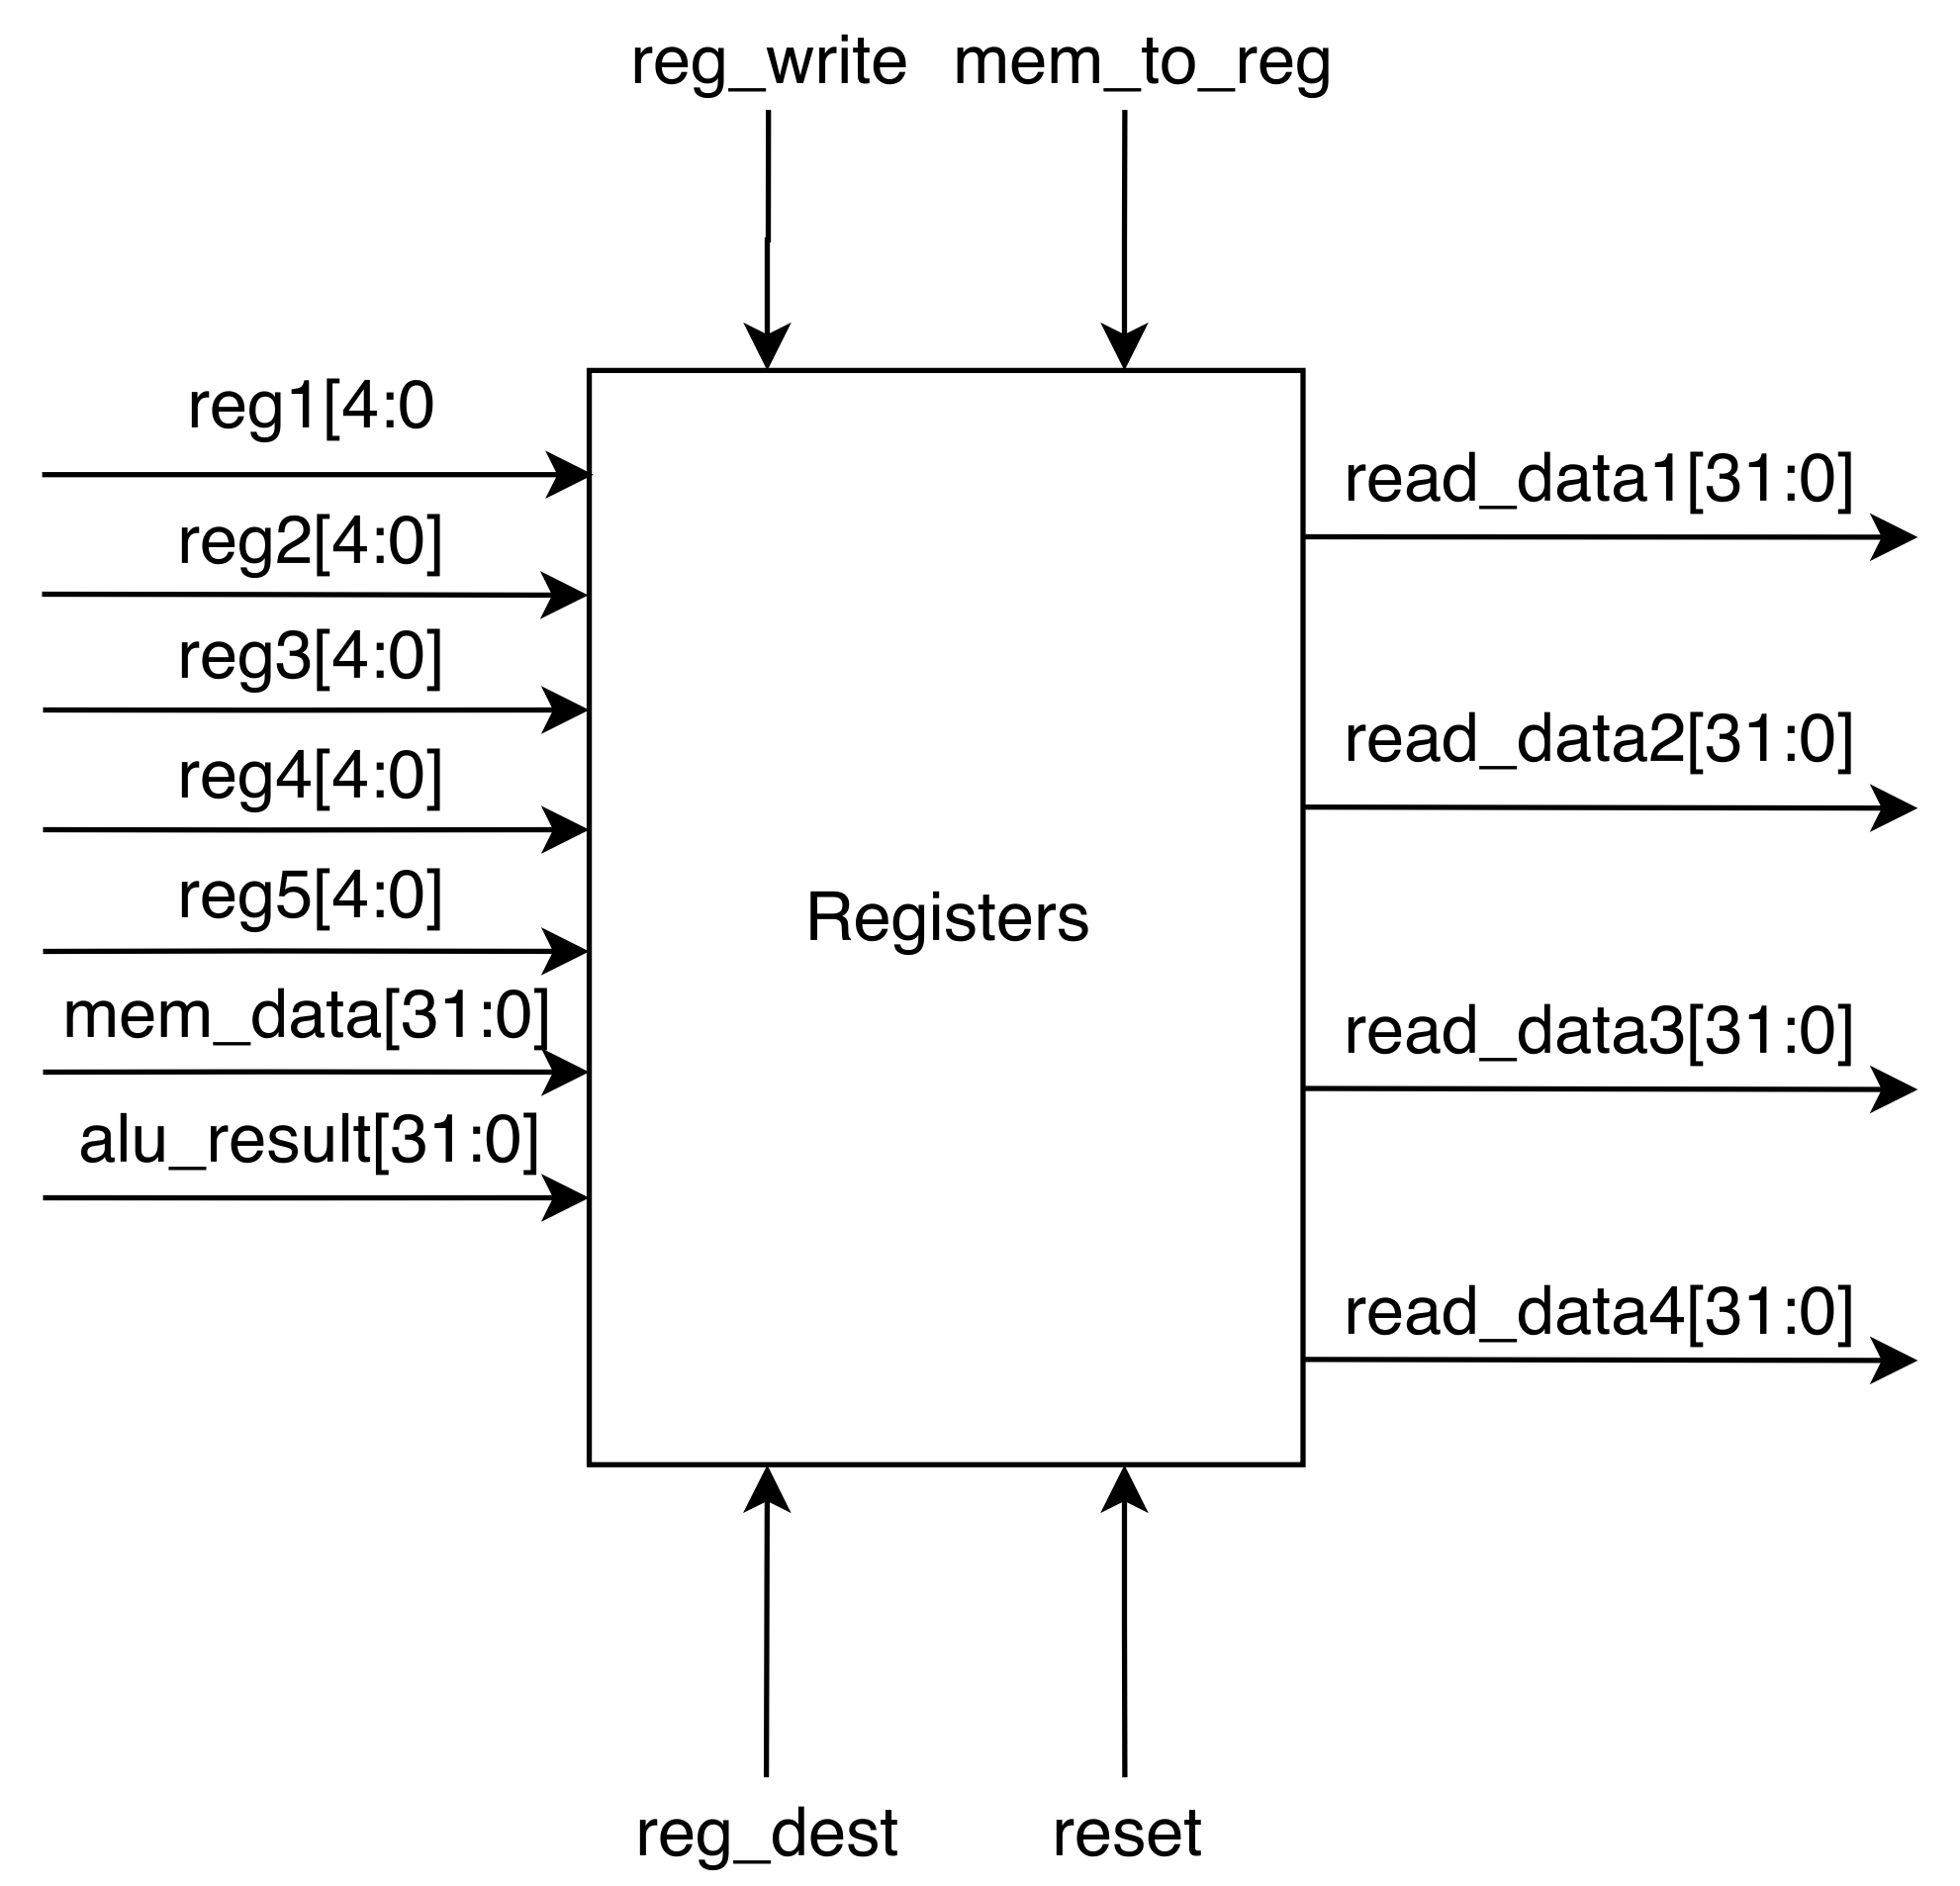 reg_write mem_to_reg
reg1[4:0
reg2[4:0]
reg3[4:0]
reg4[4:0]
reg5[4:0]
mem_data[31:0]
alu_result[31:0]
Registers
read_data1[31:0]
read_data2[31:0]
read_data3[31:0]
read_data4[31:0]
reg_dest reset